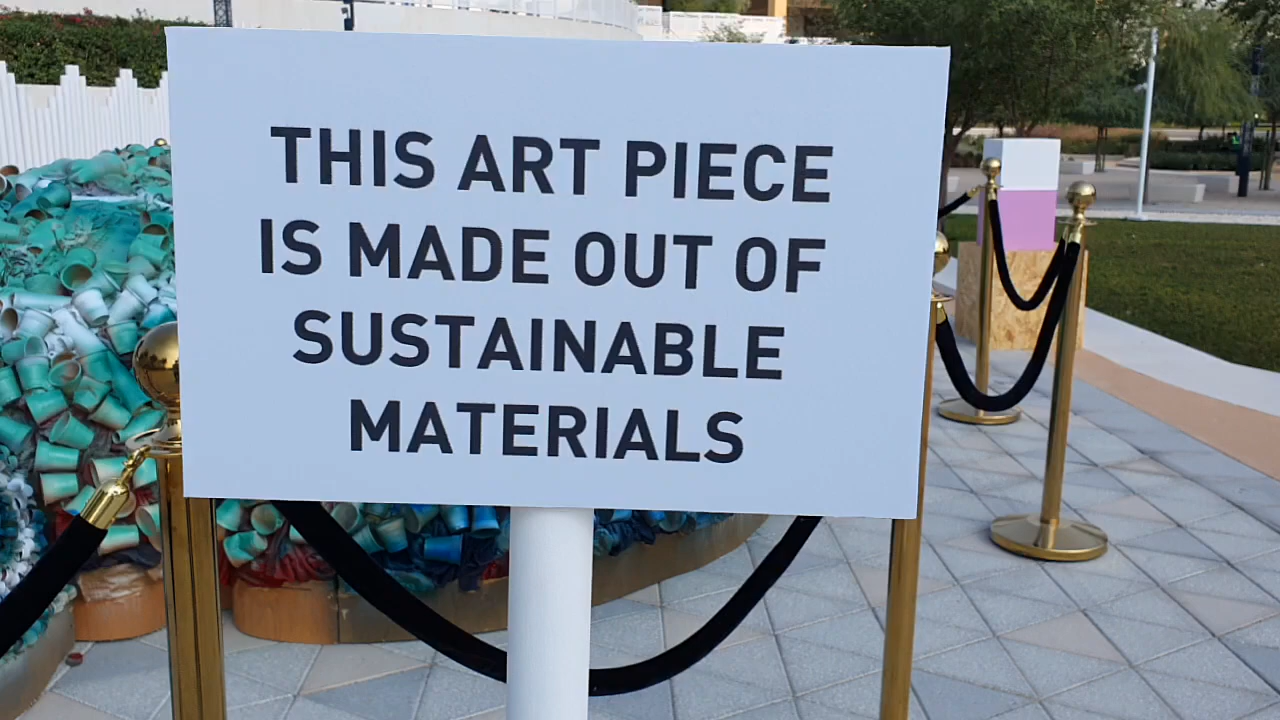 THIS ART PIECE
IS MADE OUT OF
SUSTAINABLE
MATERIALS